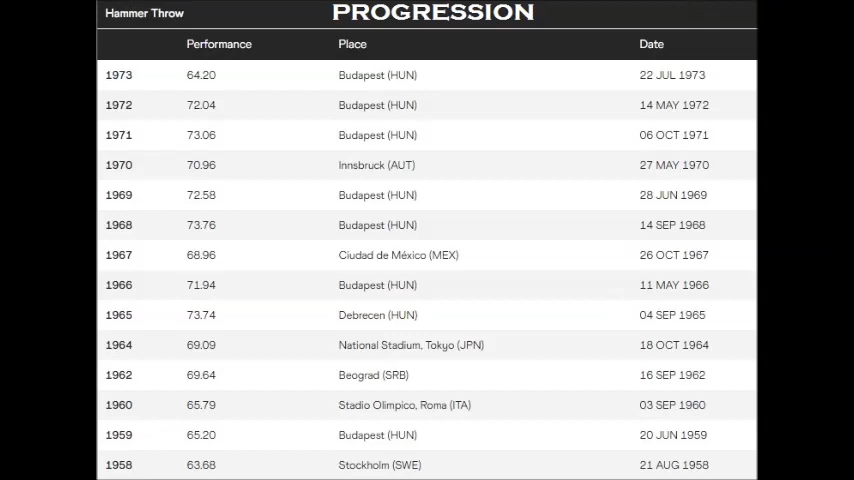 Hammer Throw PROGRESSION
Performance Place Date
1973 64.20 Budapest (HUN) 22 JUL 1973
1972 72.04 Budapest (HUN) 14 MAY 1972
1971 73.06 Budapest (HUN) 06 OCT 1971
1970 70.96 Innsbruck (AUT) 27 MAY 1970
1969 72.58 Budapest (HUN) 28 JUN 1969
1968 73.76 Budapest (HUN) 14 SEP 1968
1967 68.96 Ciudad de México (MEX) 26 OCT 1967
1966 71.94 Budapest (HUN) 11 MAY 1966
1965 73.74 Debrecen (HUN) 04 SEP 1965
1964 69.09 National Stadium, Tokyo (JPN) 18 OCT 1964
1962 69.64 Beograd (SRB) 16 SEP 1962
1960 65.79 Stadio Olimpico, Roma (ITA) 03 SEP 1960
1959 65.20 Budapest (HUN) 20 JUN 1959
1958 63.68 Stockholm (SWE) 21 AUG 1958